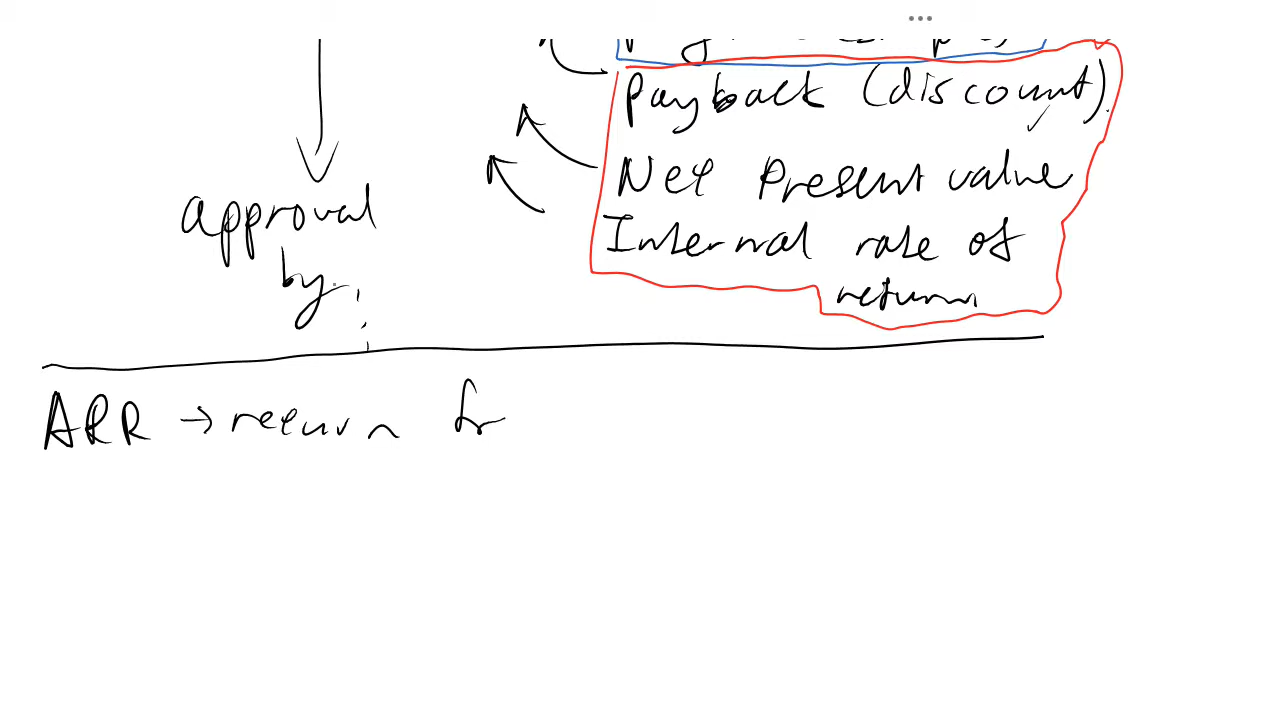 Payback (discount).
Net Present value
Internal rate of
return
approval
by:
ARR → return